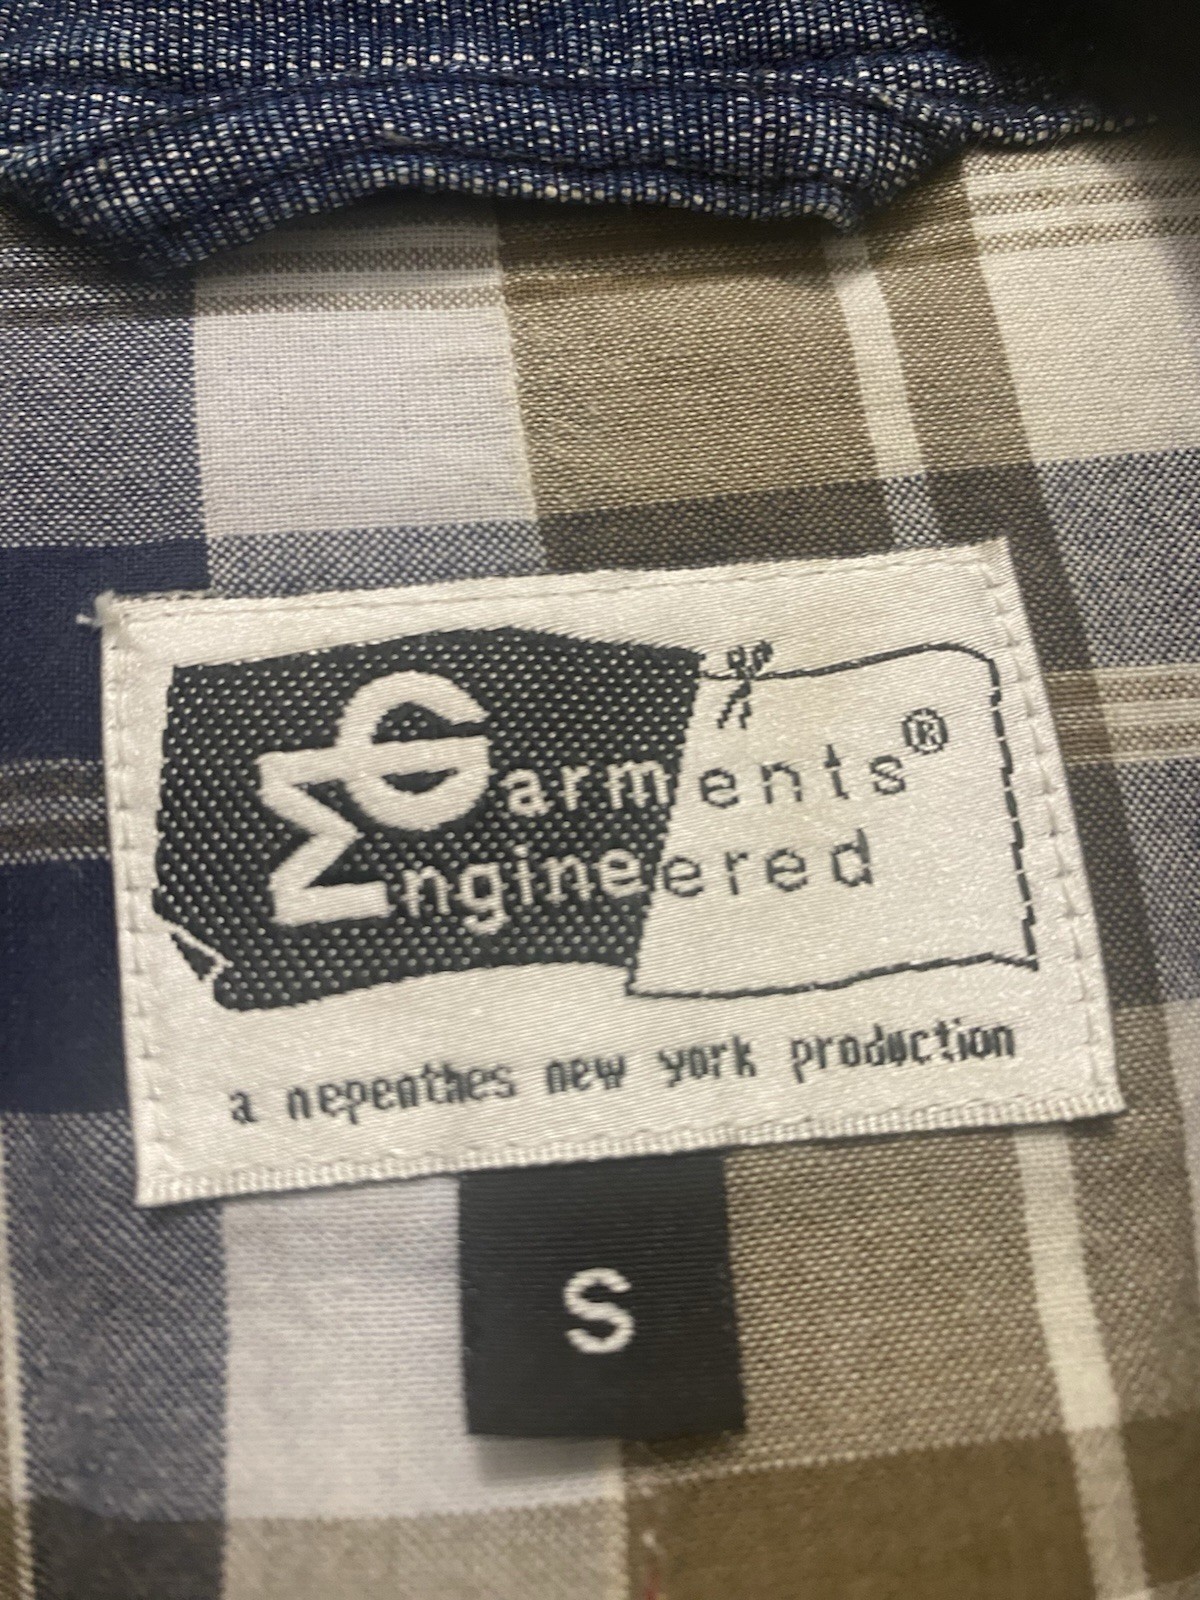 Garments®
Engineered
a nepenthes new york production
S